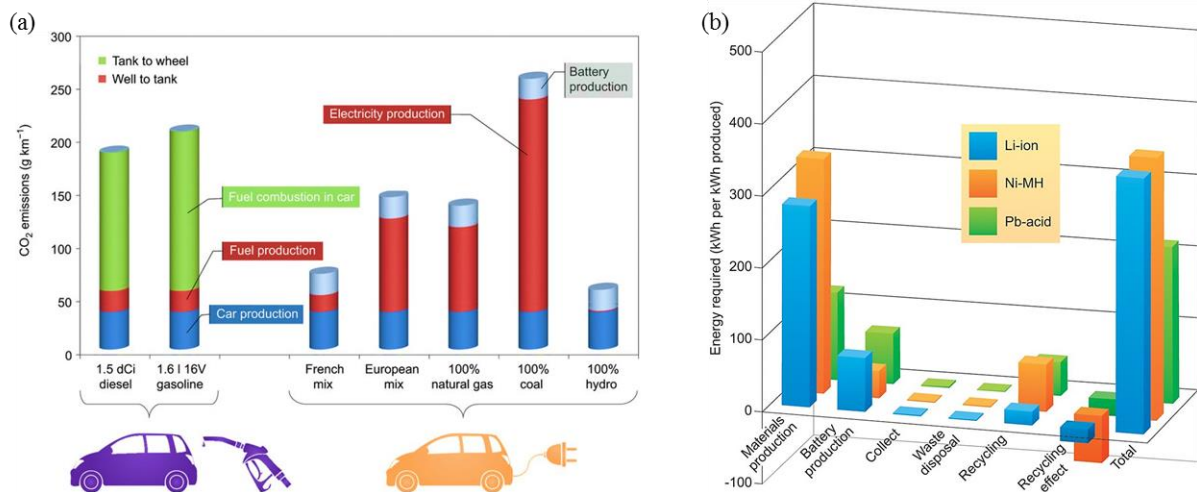 (a)
300
250
200
150
100
50
0
CO2 emissions (g km−1)
Tank to wheel
Well to tank
Battery
production
Electricity production
Fuel combustion in car
Fuel production
Car production
1.5 dCi
diesel
1.6 l 16V
gasoline
French
mix
European
mix
100%
natural gas
100%
coal
100%
hydro
(b)
500
400
300
200
100
0
-100
Energy required (kWh per kWh produced)
Li-ion
Ni-MH
Pb-acid
Materials
production
Battery
production
Collect
Waste
disposal
Recycling
Recycling
effect
Total